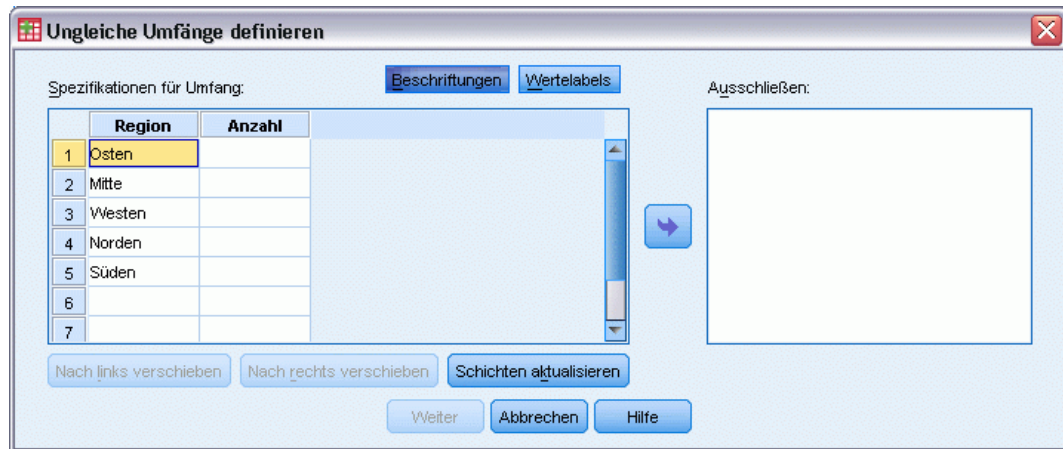 Ungleiche Umfänge definieren
Spezifikationen für Umfang:
Beschriftungen
Wertelabels
Ausschließen:
Region Anzahl
1 Osten
2 Mitte
3 Westen
4 Norden
5 Süden
6
7
Nach links verschieben
Nach rechts verschieben
Schichten aktualisieren
Weiter
Abbrechen
Hilfe